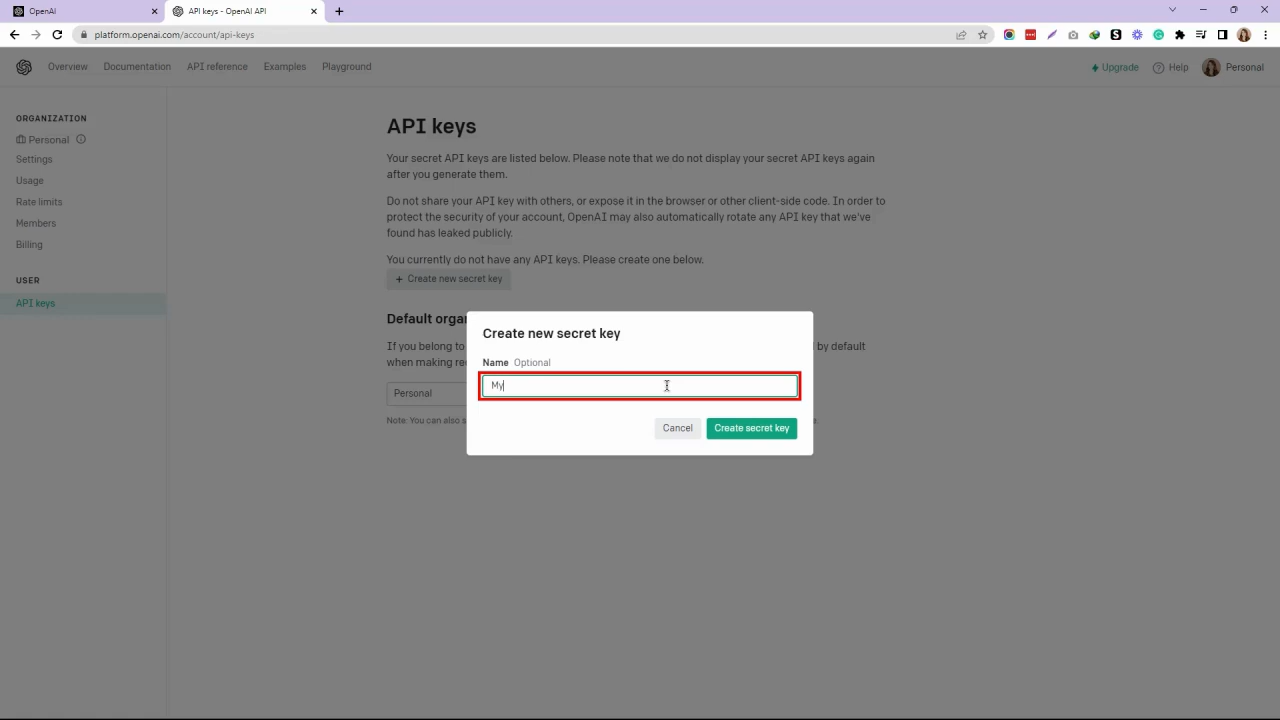 OpenAI
API keys - OpenAI API
platform.openai.com/account/api-keys
Overview
Documentation
API reference
Examples
Playground
Upgrade
Help
Personal
ORGANIZATION
Personal
Settings
Usage
Rate limits
Members
Billing
USER
API keys
API keys
Your secret API keys are listed below. Please note that we do not display your secret API keys again
after you generate them.
Do not share your API key with others, or expose it in the browser or other client-side code. In order to
protect the security of your account, OpenAI may also automatically rotate any API key that we've
found has leaked publicly.
You currently do not have any API keys. Please create one below.
+ Create new secret key
Default orga
If you belong to
by default
when making re
Personal
Note: You can also s
Create new secret key
Name Optional
My
Cancel
Create secret key